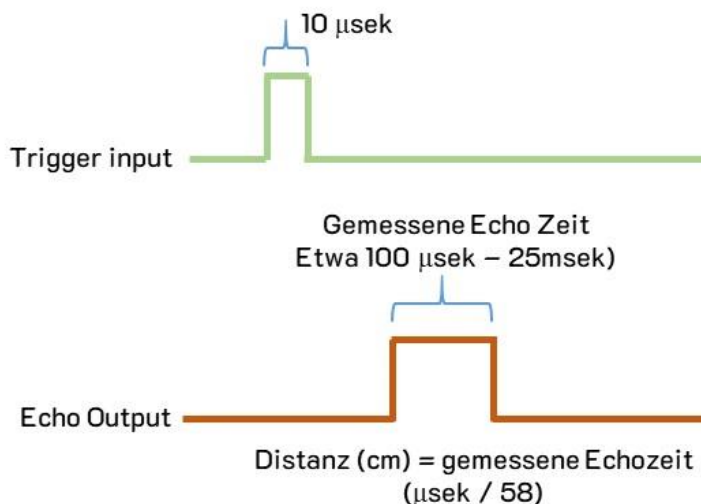 10 μsek
Trigger input
Gemessene Echo Zeit
Etwa 100 μsek – 25msek)
Echo Output
Distanz (cm) = gemessene Echozeit
(μsek / 58)